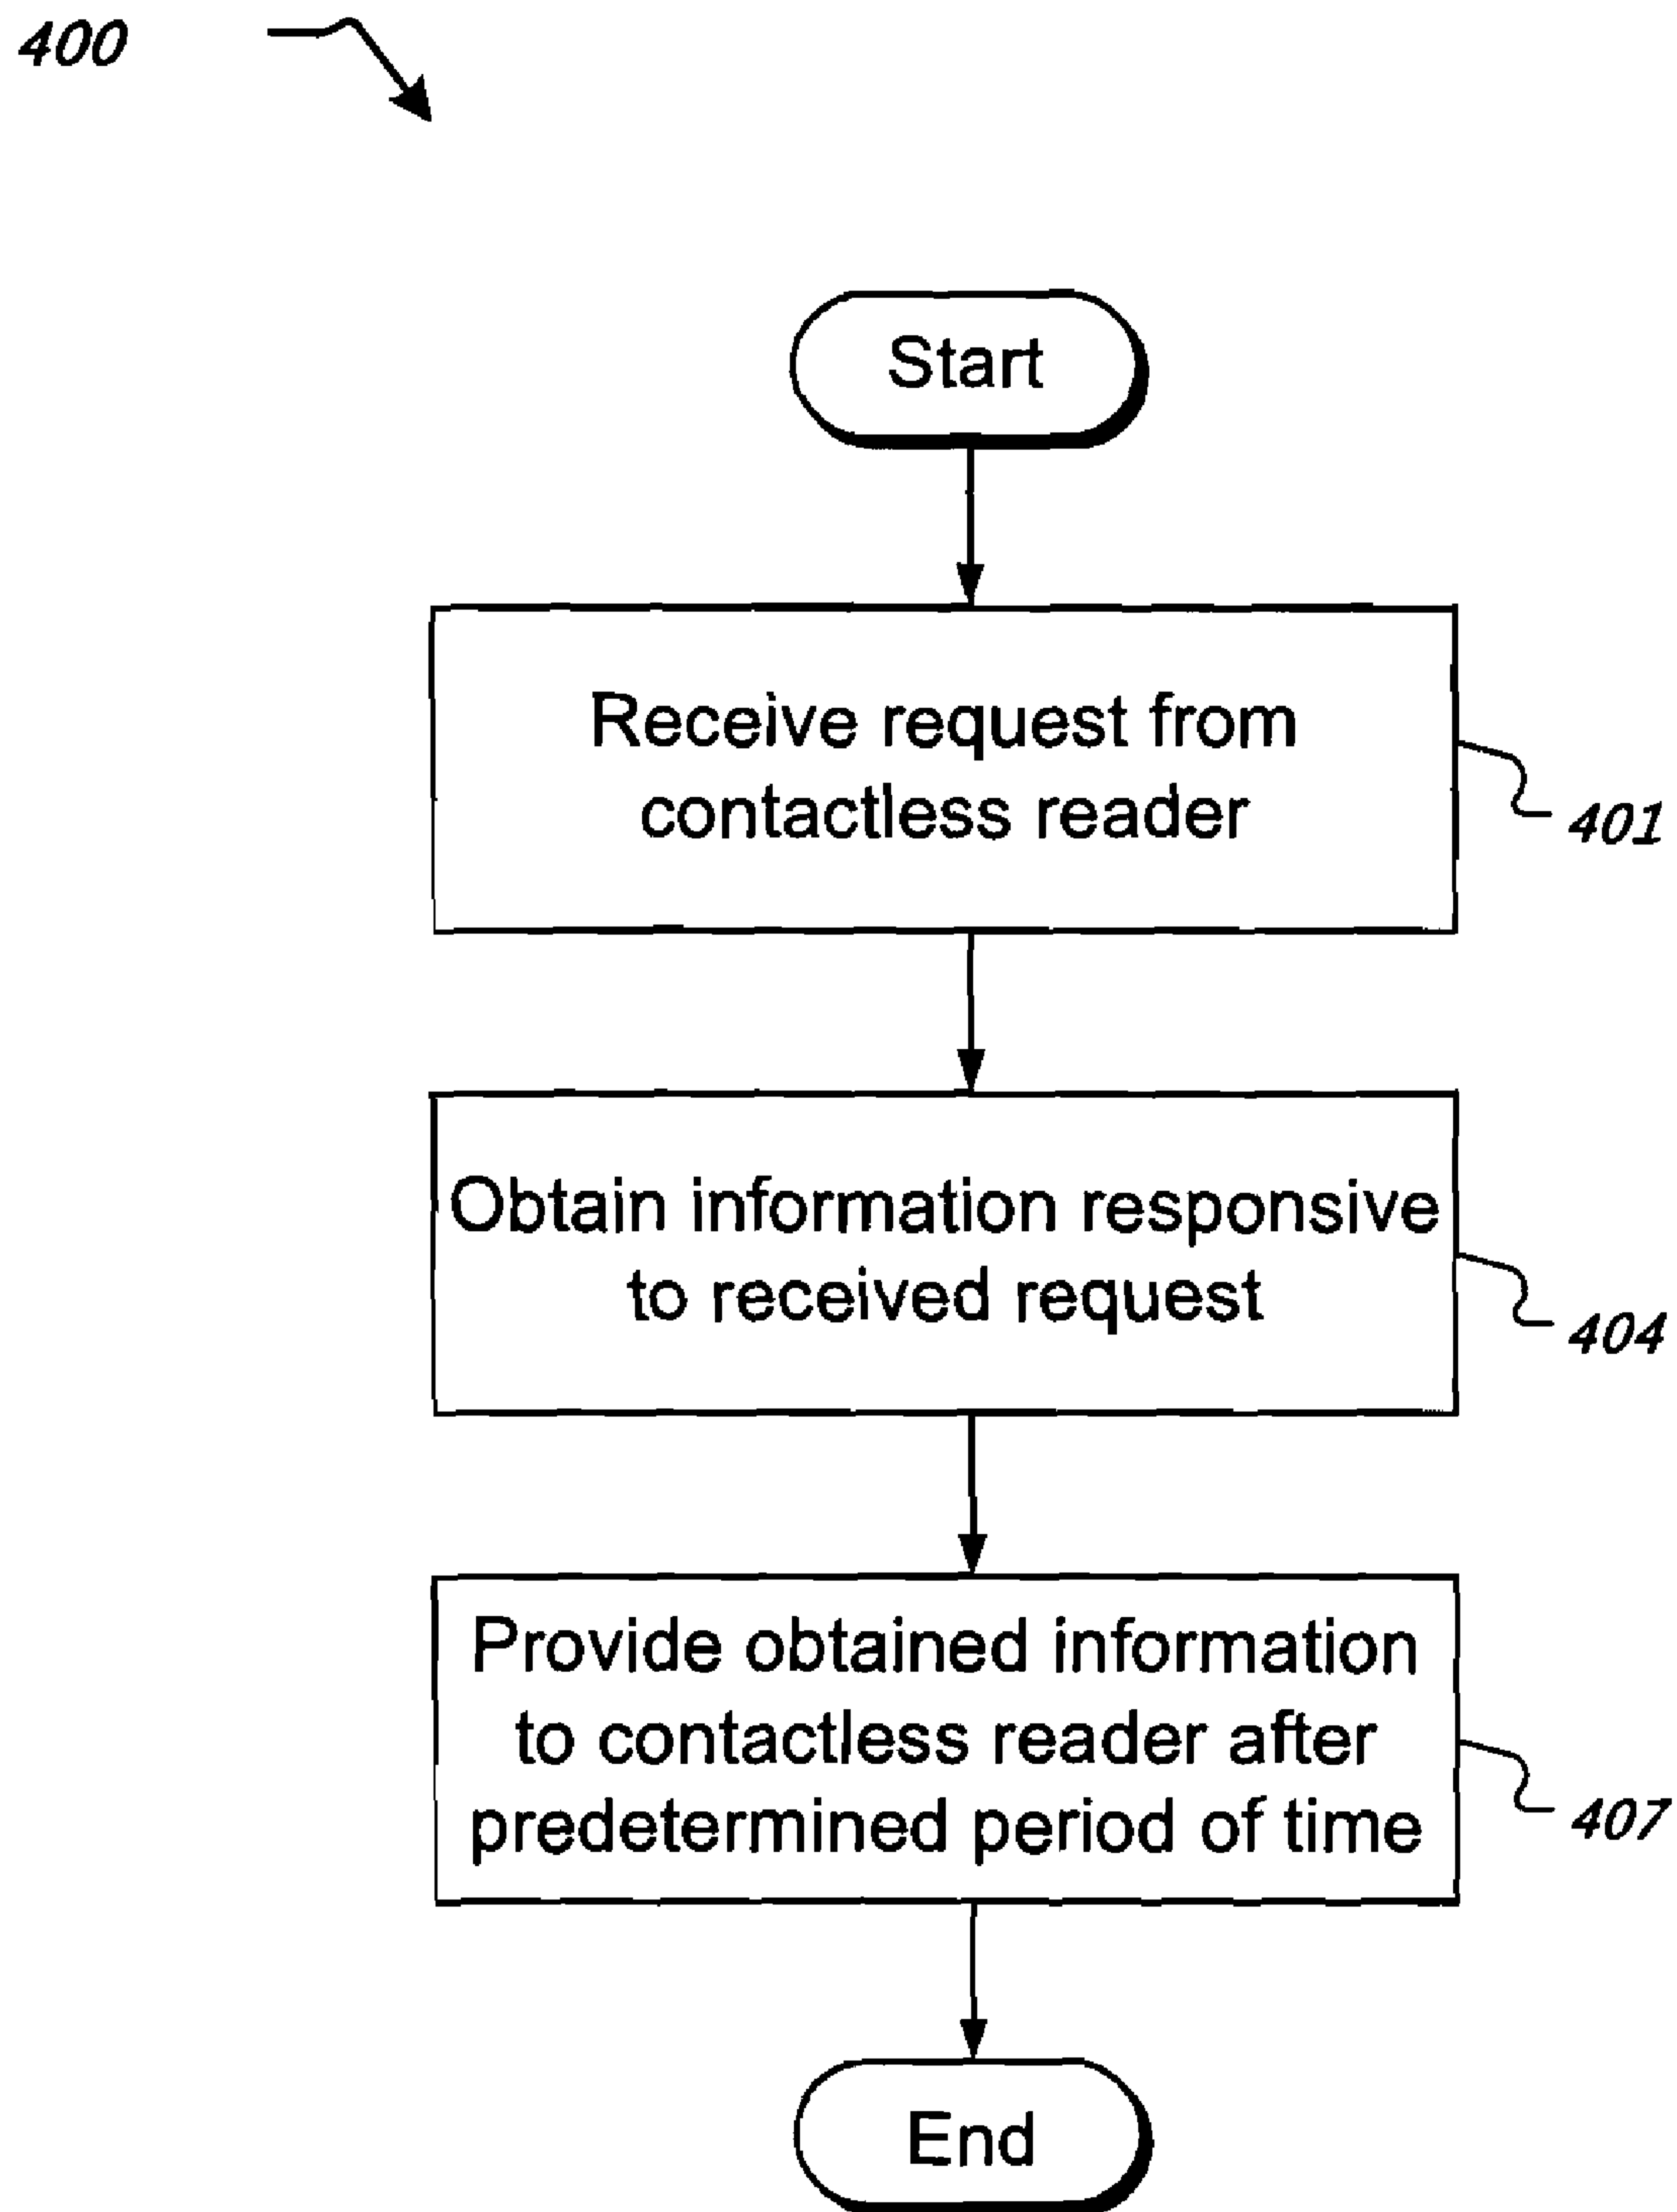 400
Start
Receive request from
contactless reader
401
Obtain information responsive
to received request
404
Provide obtained information
to contactless reader after
predetermined period of time
407
End